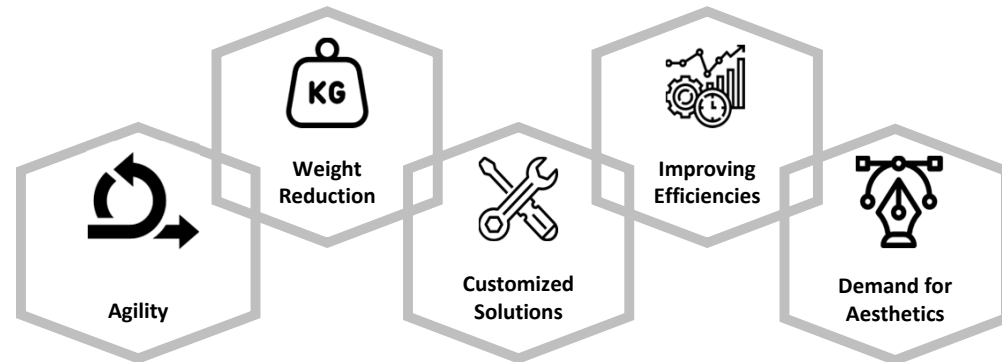 Agility
KG
Weight
Reduction
Customized
Solutions
Improving
Efficiencies
Demand for
Aesthetics